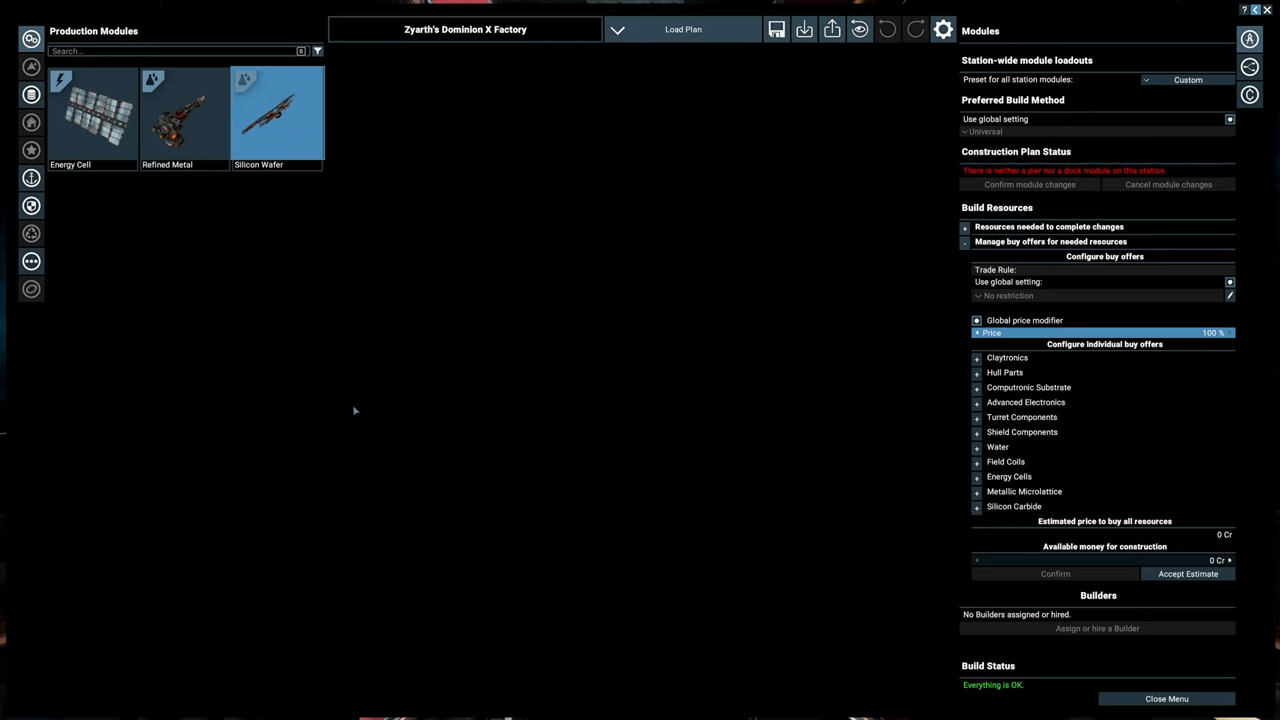 Production Modules
Search...
0
Energy Cell
Refined Metal
Silicon Wafer
Zyarth's Dominion X Factory
Load Plan
?
Modules
Station-wide module loadouts
Preset for all station modules:
Custom
Preferred Build Method
Use global setting
Universal
Construction Plan Status
There is neither a pier nor a dock module on this station.
Confirm module changes
Cancel module changes
Build Resources
+ Resources needed to complete changes
- Manage buy offers for needed resources
Configure buy offers
Trade Rule:
Use global setting:
No restriction
Global price modifier
Price 100 %
Configure individual buy offers
+ Claytronics
+ Hull Parts
+ Computronic Substrate
+ Advanced Electronics
+ Turret Components
+ Shield Components
+ Water
+ Field Coils
+ Energy Cells
+ Metallic Microlattice
+ Silicon Carbide
Estimated price to buy all resources
0 Cr
Available money for construction
0 Cr
Confirm
Accept Estimate
Builders
No Builders assigned or hired.
Assign or hire a Builder
Build Status
Everything is OK.
Close Menu